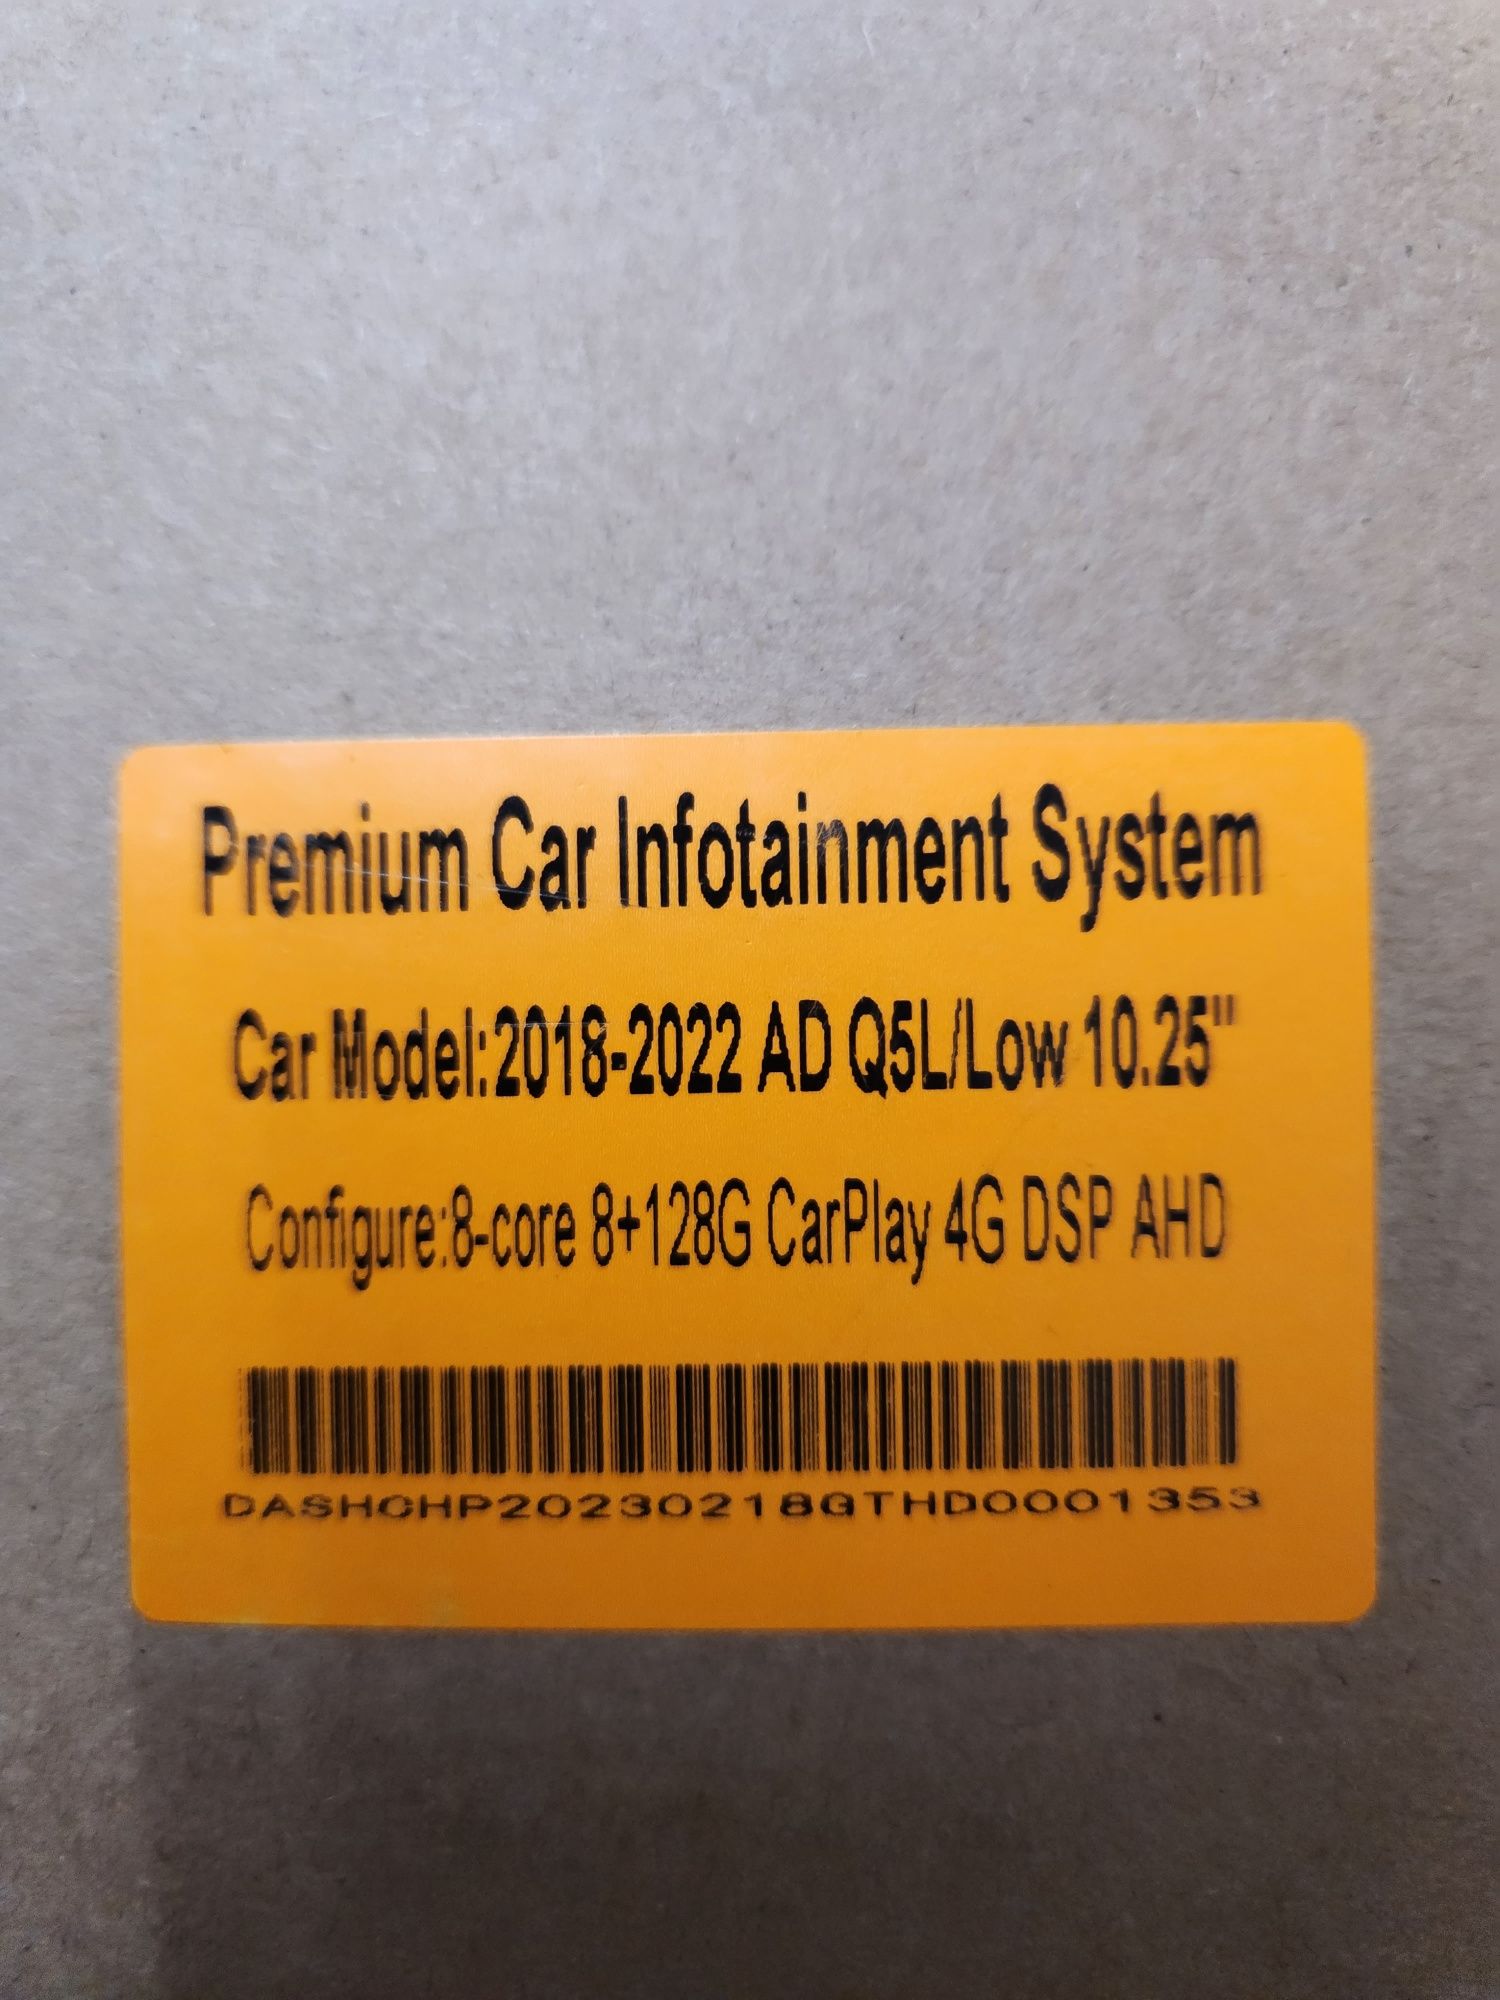 Premium Car Infotainment System
Car Model:2018-2022 AD Q5L/Low 10.25"
Configure:8-core 8+128G CarPlay 4G DSP AHD
DASHCHP20230218GTHD0001353